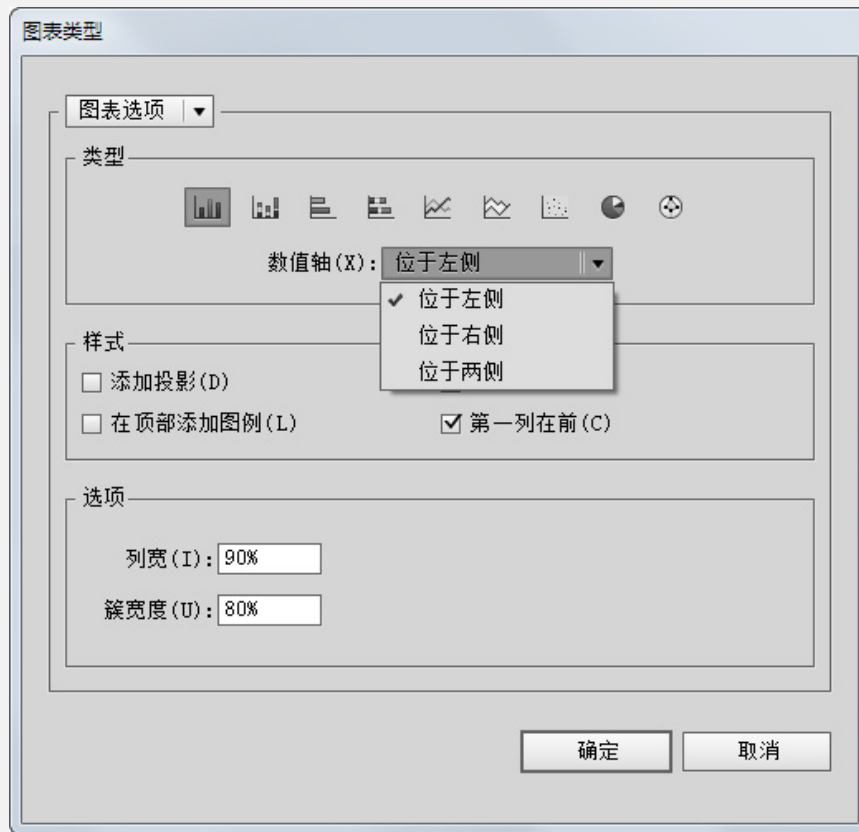 图表类型
图表选项
类型
数值轴(X): 位于左侧
位于左侧
位于右侧
位于两侧
样式
添加投影(D)
在顶部添加图例(L) 第一列在前(C)
选项
列宽(I): 90%
簇宽度(U): 80%
确定 取消